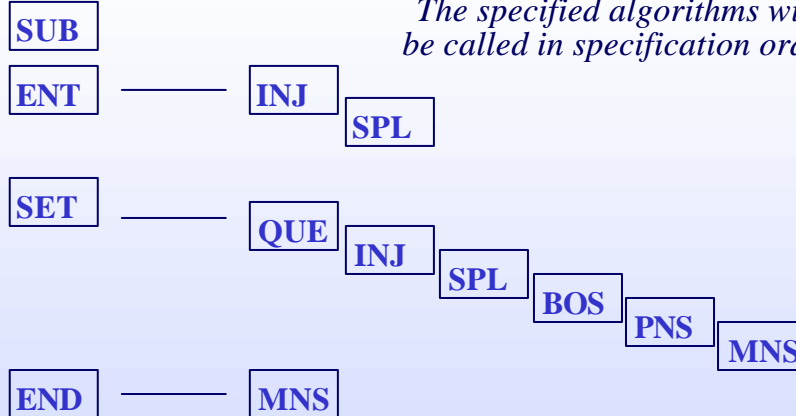 The specified algorithms
be called in specification
SUB
ENT
INJ
SPL
SET
QUE
INJ
SPL
BOS
PNS
MNS
END
MNS